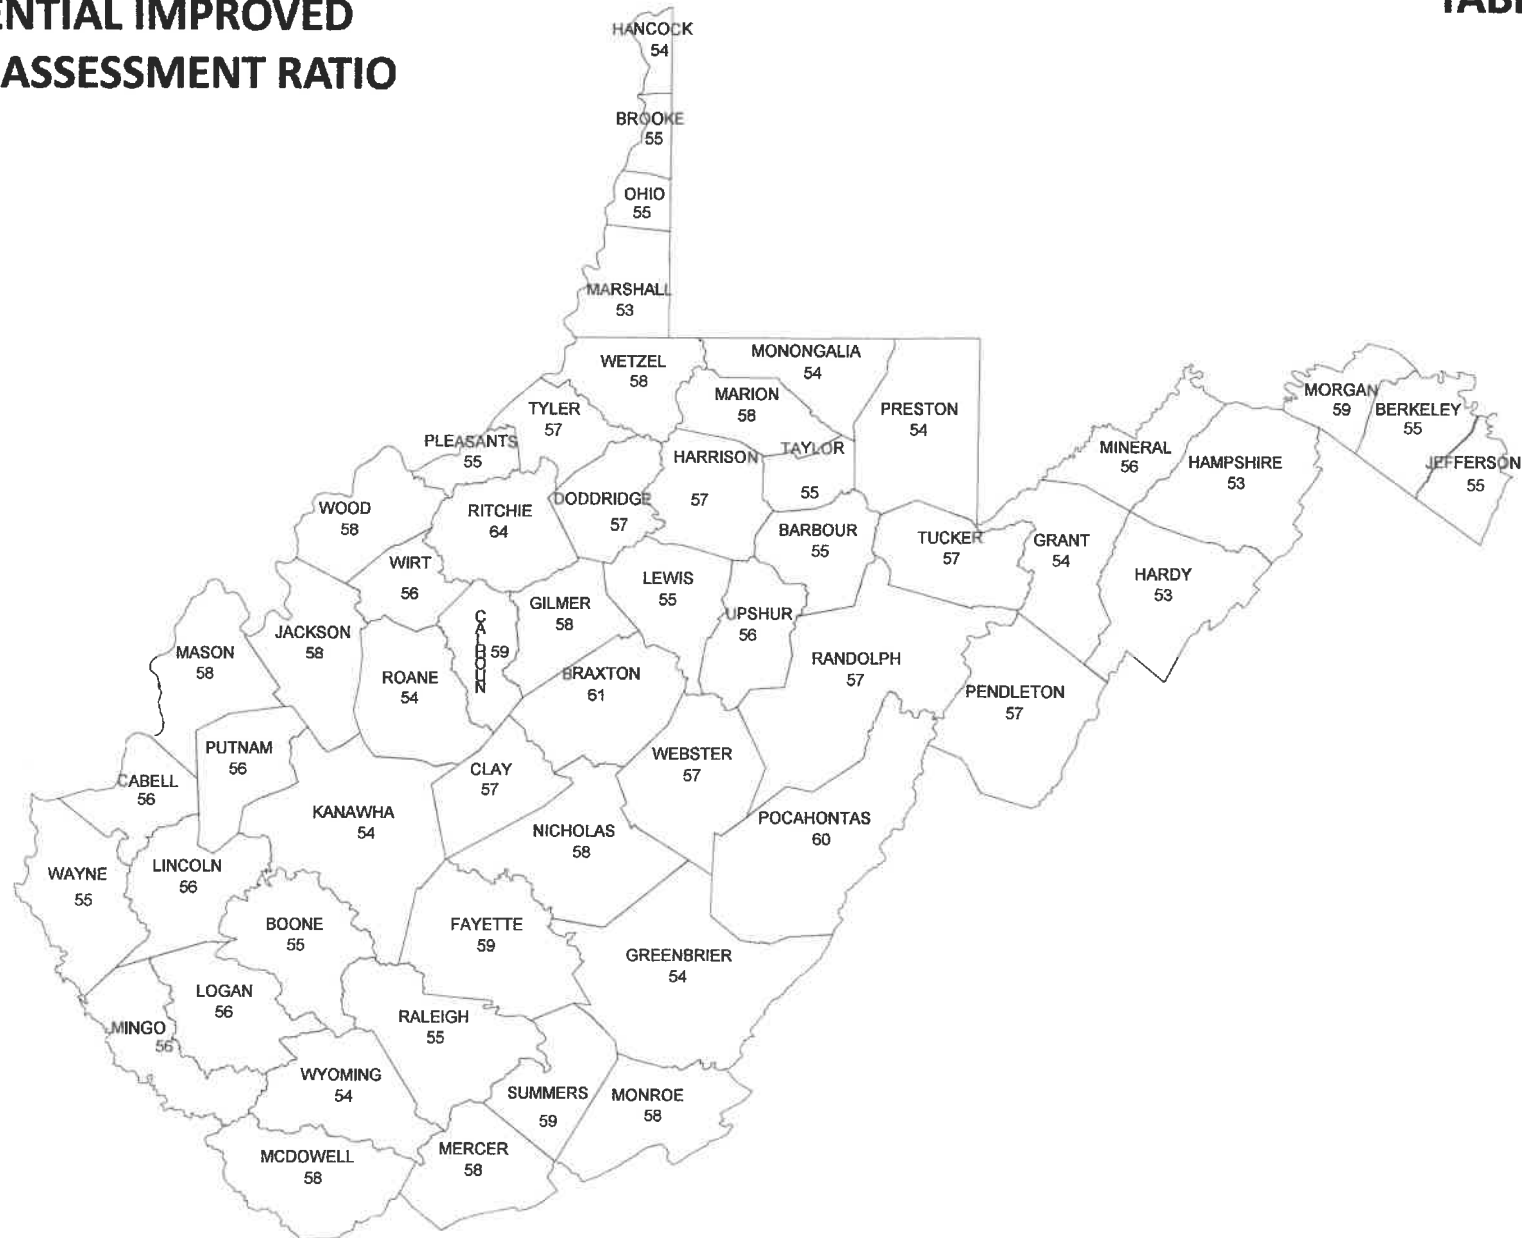 ENTIAL IMPROVED
ASSESSMENT RATIO
TABL
HANCOCK
54
BROOKE
55
OHIO
55
MARSHALL
53
WETZEL
58
MONONGALIA
54
MARION
58
PRESTON
54
TYLER
57
PLEASANTS
55
HARRISON
57
TAYLOR
55
DODDRIDGE
57
RITCHIE
64
WOOD
58
WIRT
56
BARBOUR
55
TUCKER
57
GRANT
54
MINERAL
56
HAMPSHIRE
53
MORGAN
59
BERKELEY
55
JEFFERSON
55
HARDY
53
LEWIS
55
GILMER
58
CALHOUN
59
UPSHUR
56
JACKSON
58
MASON
58
ROANE
54
BRAXTON
61
RANDOLPH
57
PENDLETON
57
PUTNAM
56
CABELL
56
CLAY
57
WEBSTER
57
KANAWHA
54
NICHOLAS
58
POCAHONTAS
60
WAYNE
55
LINCOLN
56
BOONE
55
FAYETTE
59
GREENBRIER
54
LOGAN
56
MINGO
56
RALEIGH
55
WYOMING
54
SUMMERS
59
MONROE
58
MCDOWELL
58
MERCER
58